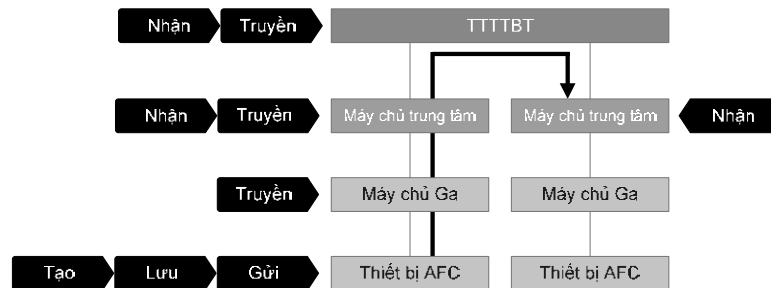 Nhận Truyền TTTTBT
Nhận Truyền Máy chủ trung tâm Máy chủ trung tâm Nhận
Truyền Máy chủ Ga Máy chủ Ga
Tạo Lưu Gửi Thiết bị AFC Thiết bị AFC